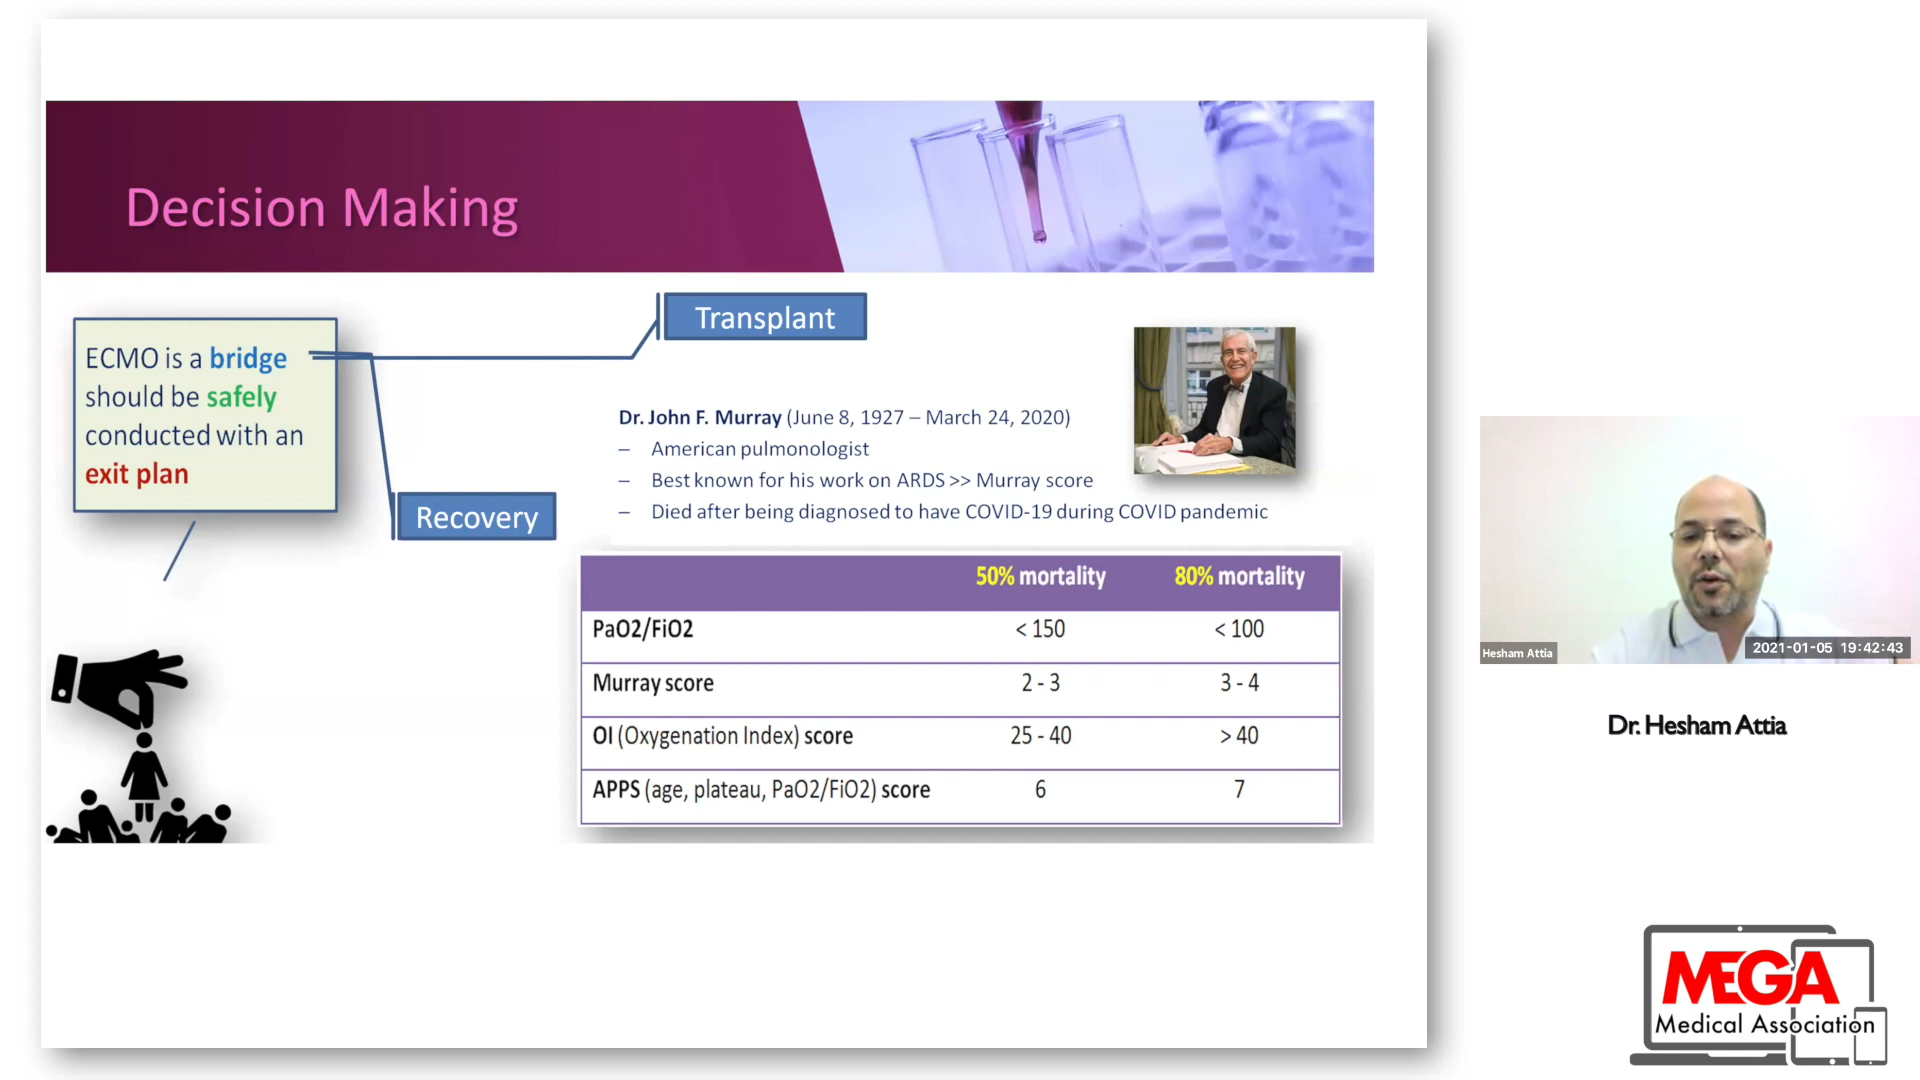 Decision Making
ECMO is a bridge
should be safely
conducted with an
exit plan
Transplant
Recovery
Dr. John F. Murray (June 8, 1927 – March 24, 2020)
– American pulmonologist
– Best known for his work on ARDS >> Murray score
– Died after being diagnosed to have COVID-19 during COVID pandemic
50% mortality 80% mortality
PaO2/FiO2 < 150 < 100
Murray score 2 - 3 3 - 4
OI (Oxygenation Index) score 25 - 40 > 40
APPS (age, plateau, PaO2/FiO2) score 6 7
Hesham Attia
2021-01-05 19:42:43
Dr. Hesham Attia
MEGA
Medical Association